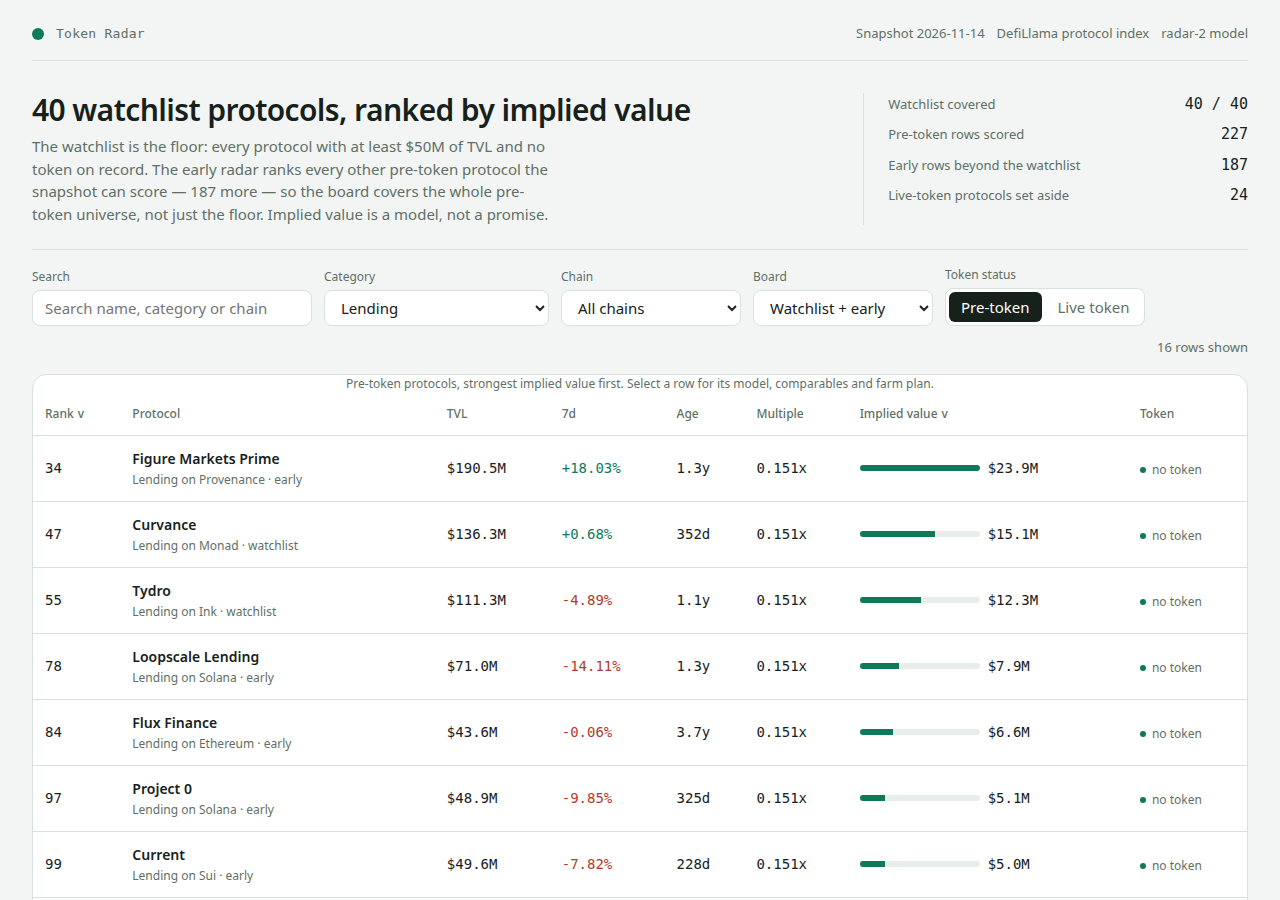 Token Radar
Snapshot 2026-11-14 DefiLlama protocol index radar-2 model
40 watchlist protocols, ranked by implied value
The watchlist is the floor: every protocol with at least $50M of TVL and no
token on record. The early radar ranks every other pre-token protocol the
snapshot can score — 187 more — so the board covers the whole pre-
token universe, not just the floor. Implied value is a model, not a promise.
Watchlist covered 40 / 40
Pre-token rows scored 227
Early rows beyond the watchlist 187
Live-token protocols set aside 24
Search
Search name, category or chain
Category
Lending
Chain
All chains
Board
Watchlist + early
Token status
Pre-token Live token
16 rows shown
Pre-token protocols, strongest implied value first. Select a row for its model, comparables and farm plan.
Rank v Protocol TVL 7d Age Multiple Implied value v Token
34 Figure Markets Prime $190.5M +18.03% 1.3y 0.151x $23.9M no token
Lending on Provenance · early
47 Curvance $136.3M +0.68% 352d 0.151x $15.1M no token
Lending on Monad · watchlist
55 Tydro $111.3M -4.89% 1.1y 0.151x $12.3M no token
Lending on Ink · watchlist
78 Loopscale Lending $71.0M -14.11% 1.3y 0.151x $7.9M no token
Lending on Solana · early
84 Flux Finance $43.6M -0.06% 3.7y 0.151x $6.6M no token
Lending on Ethereum · early
97 Project 0 $48.9M -9.85% 325d 0.151x $5.1M no token
Lending on Solana · early
99 Current $49.6M -7.82% 228d 0.151x $5.0M no token
Lending on Sui · early